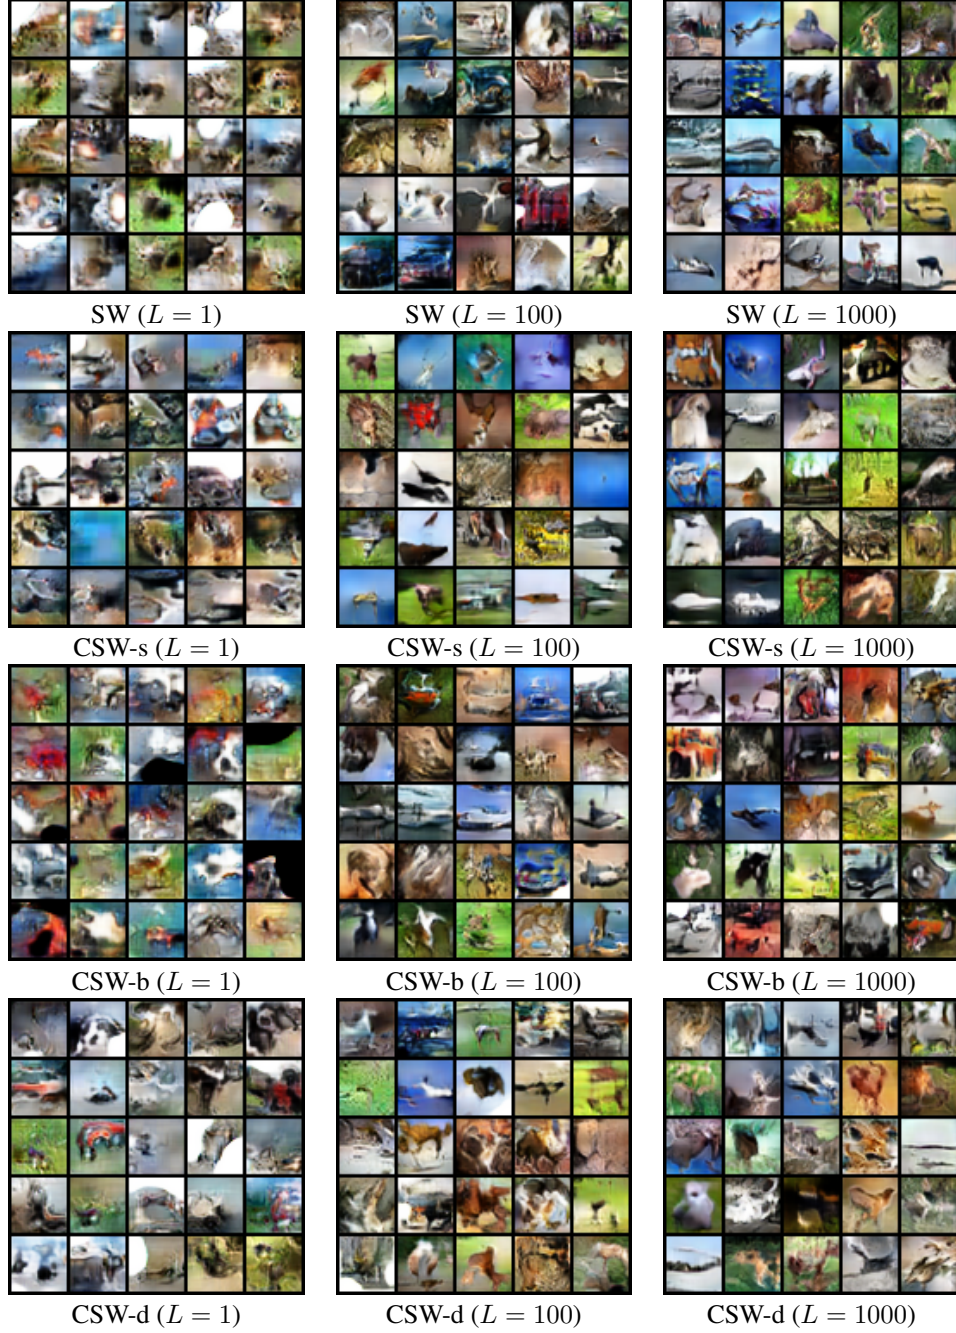 SW (L = 1) SW (L = 100) SW (L = 1000)
CSW-s (L = 1) CSW-s (L = 100) CSW-s (L = 1000)
CSW-b (L = 1) CSW-b (L = 100) CSW-b (L = 1000)
CSW-d (L = 1) CSW-d (L = 100) CSW-d (L = 1000)